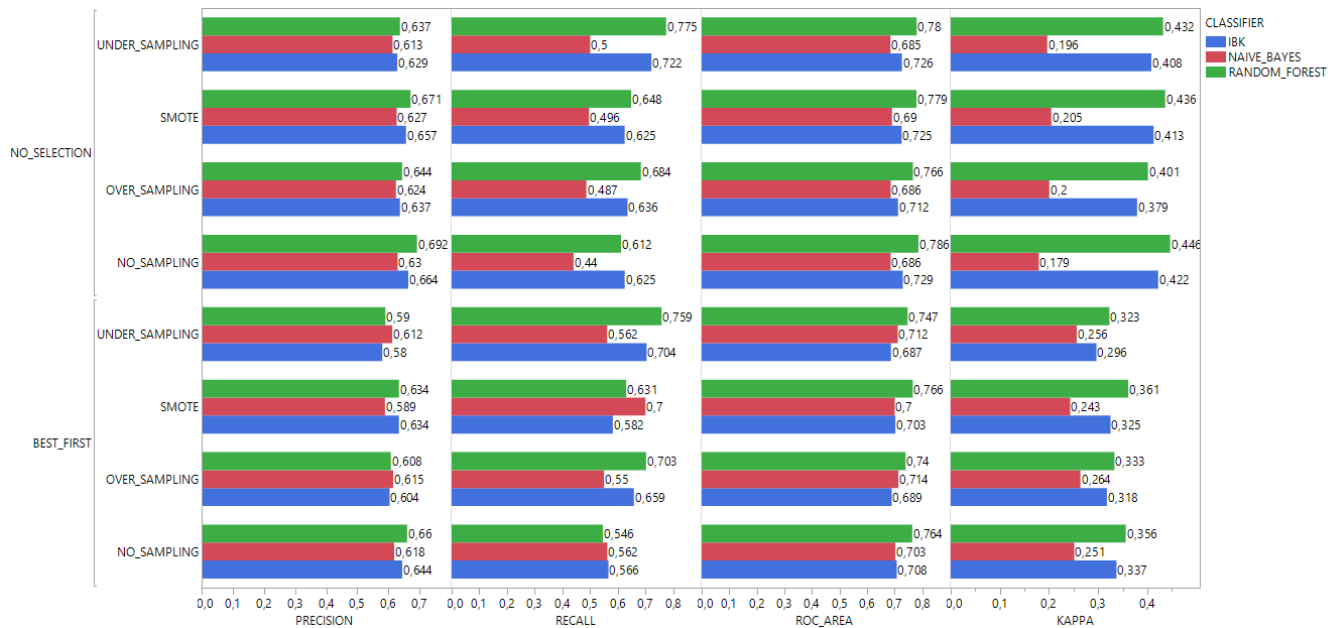 CLASSIFIER
IBK
NAIVE_BAYES
RANDOM_FOREST
NO_SELECTION
UNDER_SAMPLING
0,637 0,775 0,78 0,432
0,613 0,5 0,685 0,196
0,629 0,722 0,726 0,408
SMOTE
0,671 0,648 0,779 0,436
0,627 0,496 0,69 0,205
0,657 0,625 0,725 0,413
OVER_SAMPLING
0,644 0,684 0,766 0,401
0,624 0,487 0,686 0,2
0,637 0,636 0,712 0,379
NO_SAMPLING
0,692 0,612 0,786 0,446
0,63 0,44 0,686 0,179
0,664 0,625 0,729 0,422
BEST_FIRST
UNDER_SAMPLING
0,59 0,759 0,747 0,323
0,612 0,562 0,712 0,256
0,58 0,704 0,687 0,296
SMOTE
0,634 0,631 0,766 0,361
0,589 0,7 0,7 0,243
0,634 0,582 0,703 0,325
OVER_SAMPLING
0,608 0,703 0,74 0,333
0,615 0,55 0,714 0,264
0,604 0,659 0,689 0,318
NO_SAMPLING
0,66 0,546 0,764 0,356
0,618 0,562 0,703 0,251
0,644 0,566 0,708 0,337
0,0 0,1 0,2 0,3 0,4 0,5 0,6 0,7 0,0 0,1 0,2 0,3 0,4 0,5 0,6 0,7 0,8 0,0 0,1 0,2 0,3 0,4 0,5 0,6 0,7 0,8 0,0 0,1 0,2 0,3 0,4
PRECISION RECALL ROC_AREA KAPPA